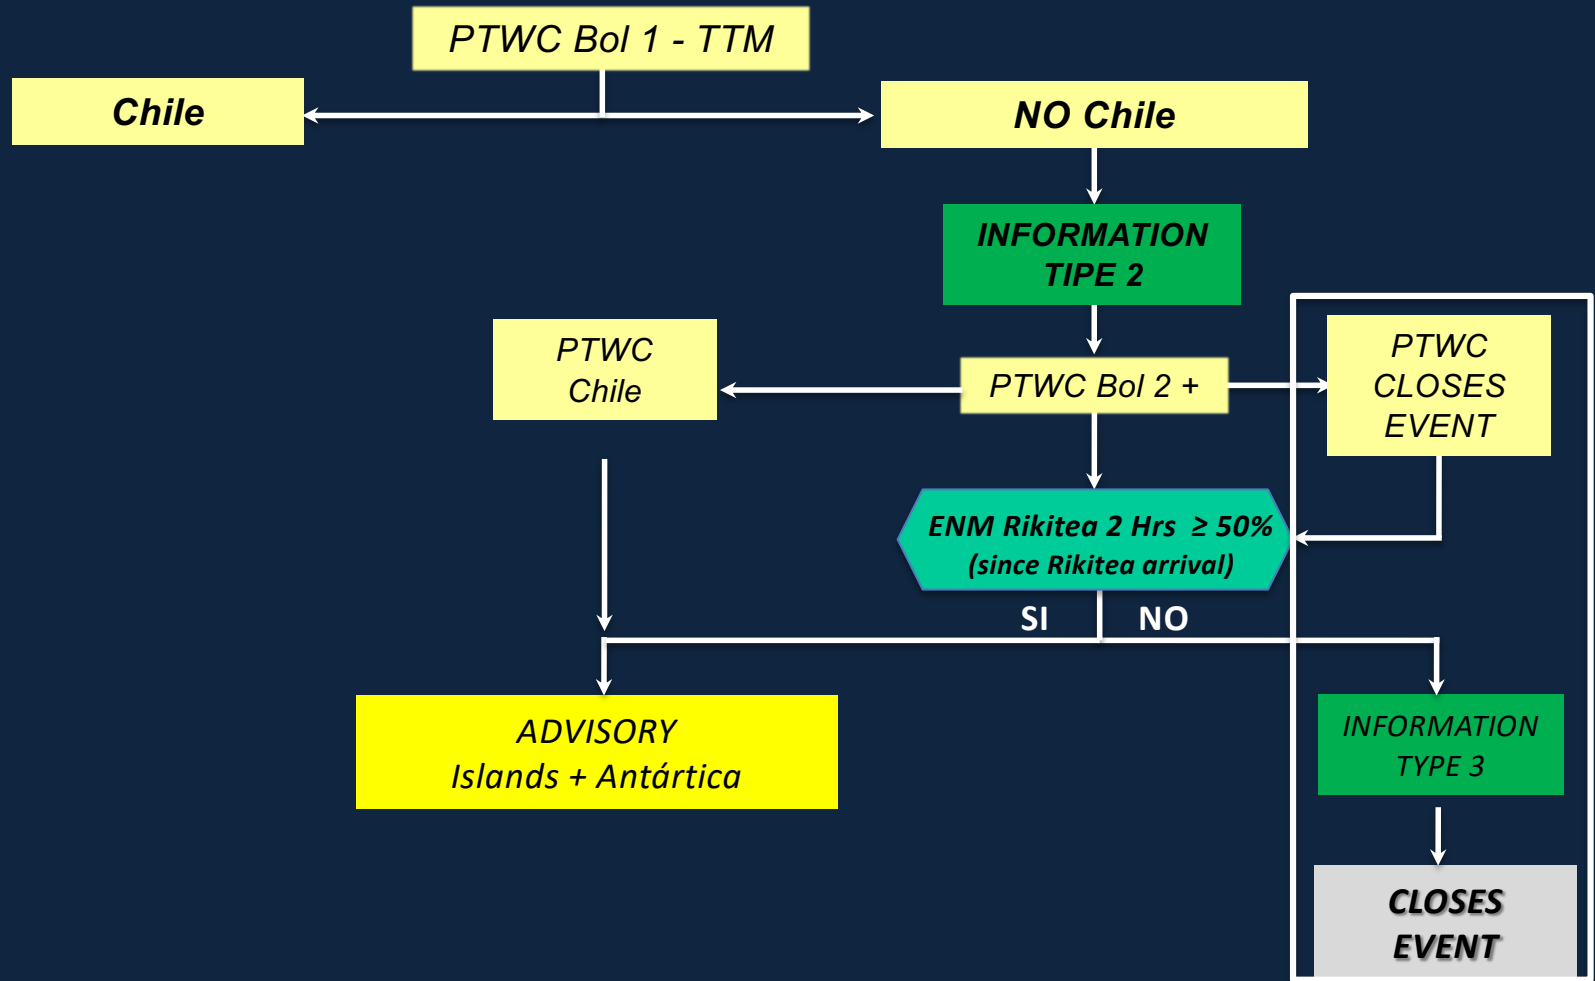 PTWC Bol 1 - TTM
Chile
NO Chile
INFORMATION
TIPE 2
PTWC
Chile
PTWC Bol 2 +
PTWC
CLOSES
EVENT
ENM Rikitea 2 Hrs ≥ 50%
(since Rikitea arrival)
SI
NO
ADVISORY
Islands + Antártica
INFORMATION
TYPE 3
CLOSES
EVENT